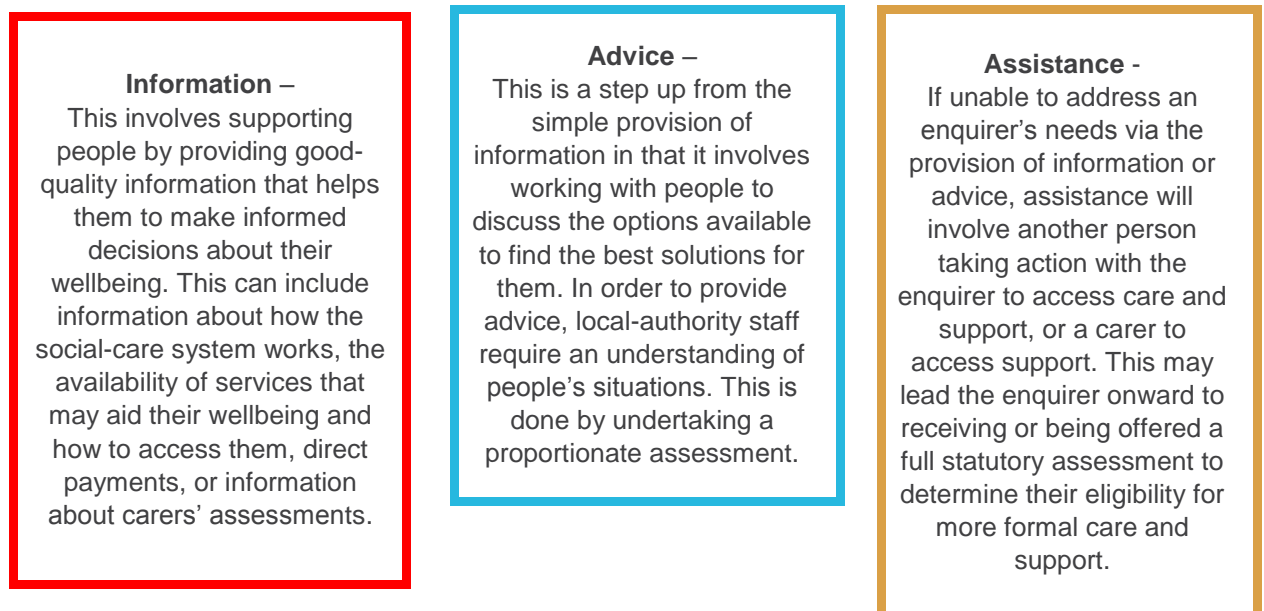 Information –
This involves supporting
people by providing good-
quality information that helps
them to make informed
decisions about their
wellbeing. This can include
information about how the
social-care system works, the
availability of services that
may aid their wellbeing and
how to access them, direct
payments, or information
about carers’ assessments.
Advice –
This is a step up from the
simple provision of
information in that it involves
working with people to
discuss the options available
to find the best solutions for
them. In order to provide
advice, local-authority staff
require an understanding of
people’s situations. This is
done by undertaking a
proportionate assessment.
Assistance -
If unable to address an
enquirer’s needs via the
provision of information or
advice, assistance will
involve another person
taking action with the
enquirer to access care and
support, or a carer to
access support. This may
lead the enquirer onward to
receiving or being offered a
full statutory assessment to
determine their eligibility for
more formal care and
support.